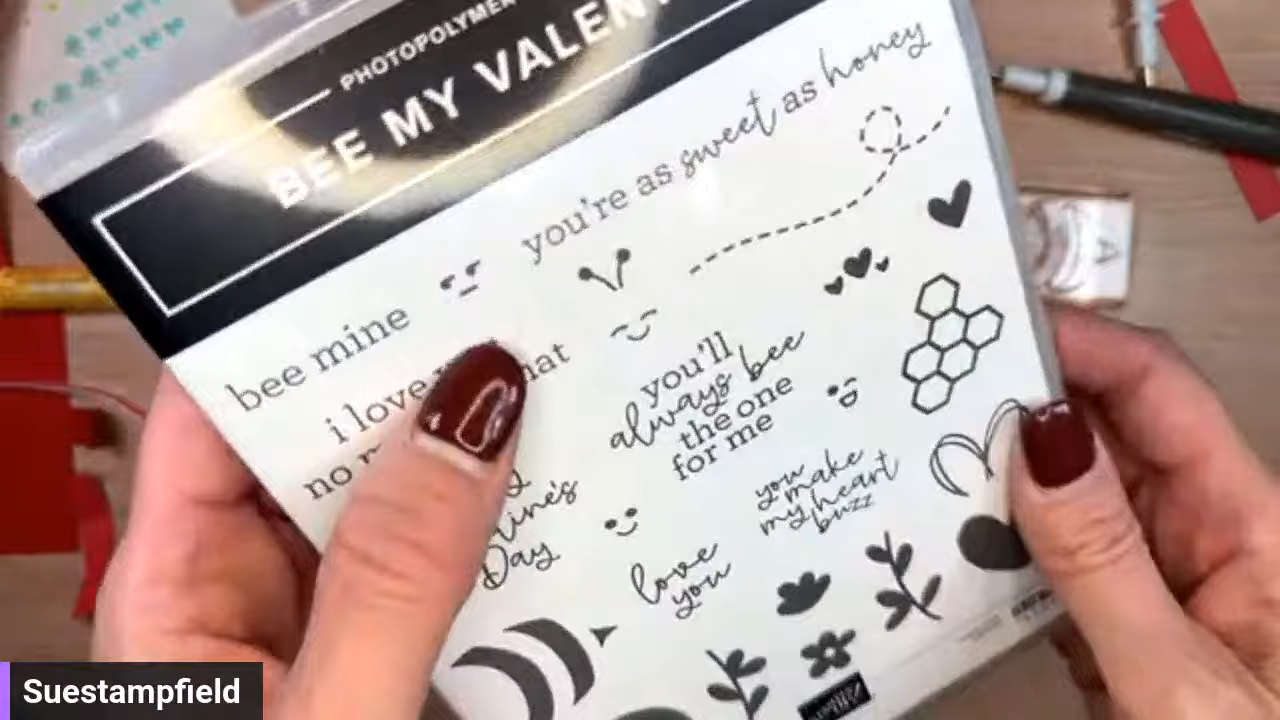 PHOTOPOLYMER
BEE MY VALEN
you're as sweet as honey
bee mine
i love
no
you'll
always bee
the one
for me
you make
my heart
buzz
Day
love
you
A
Suestampfield